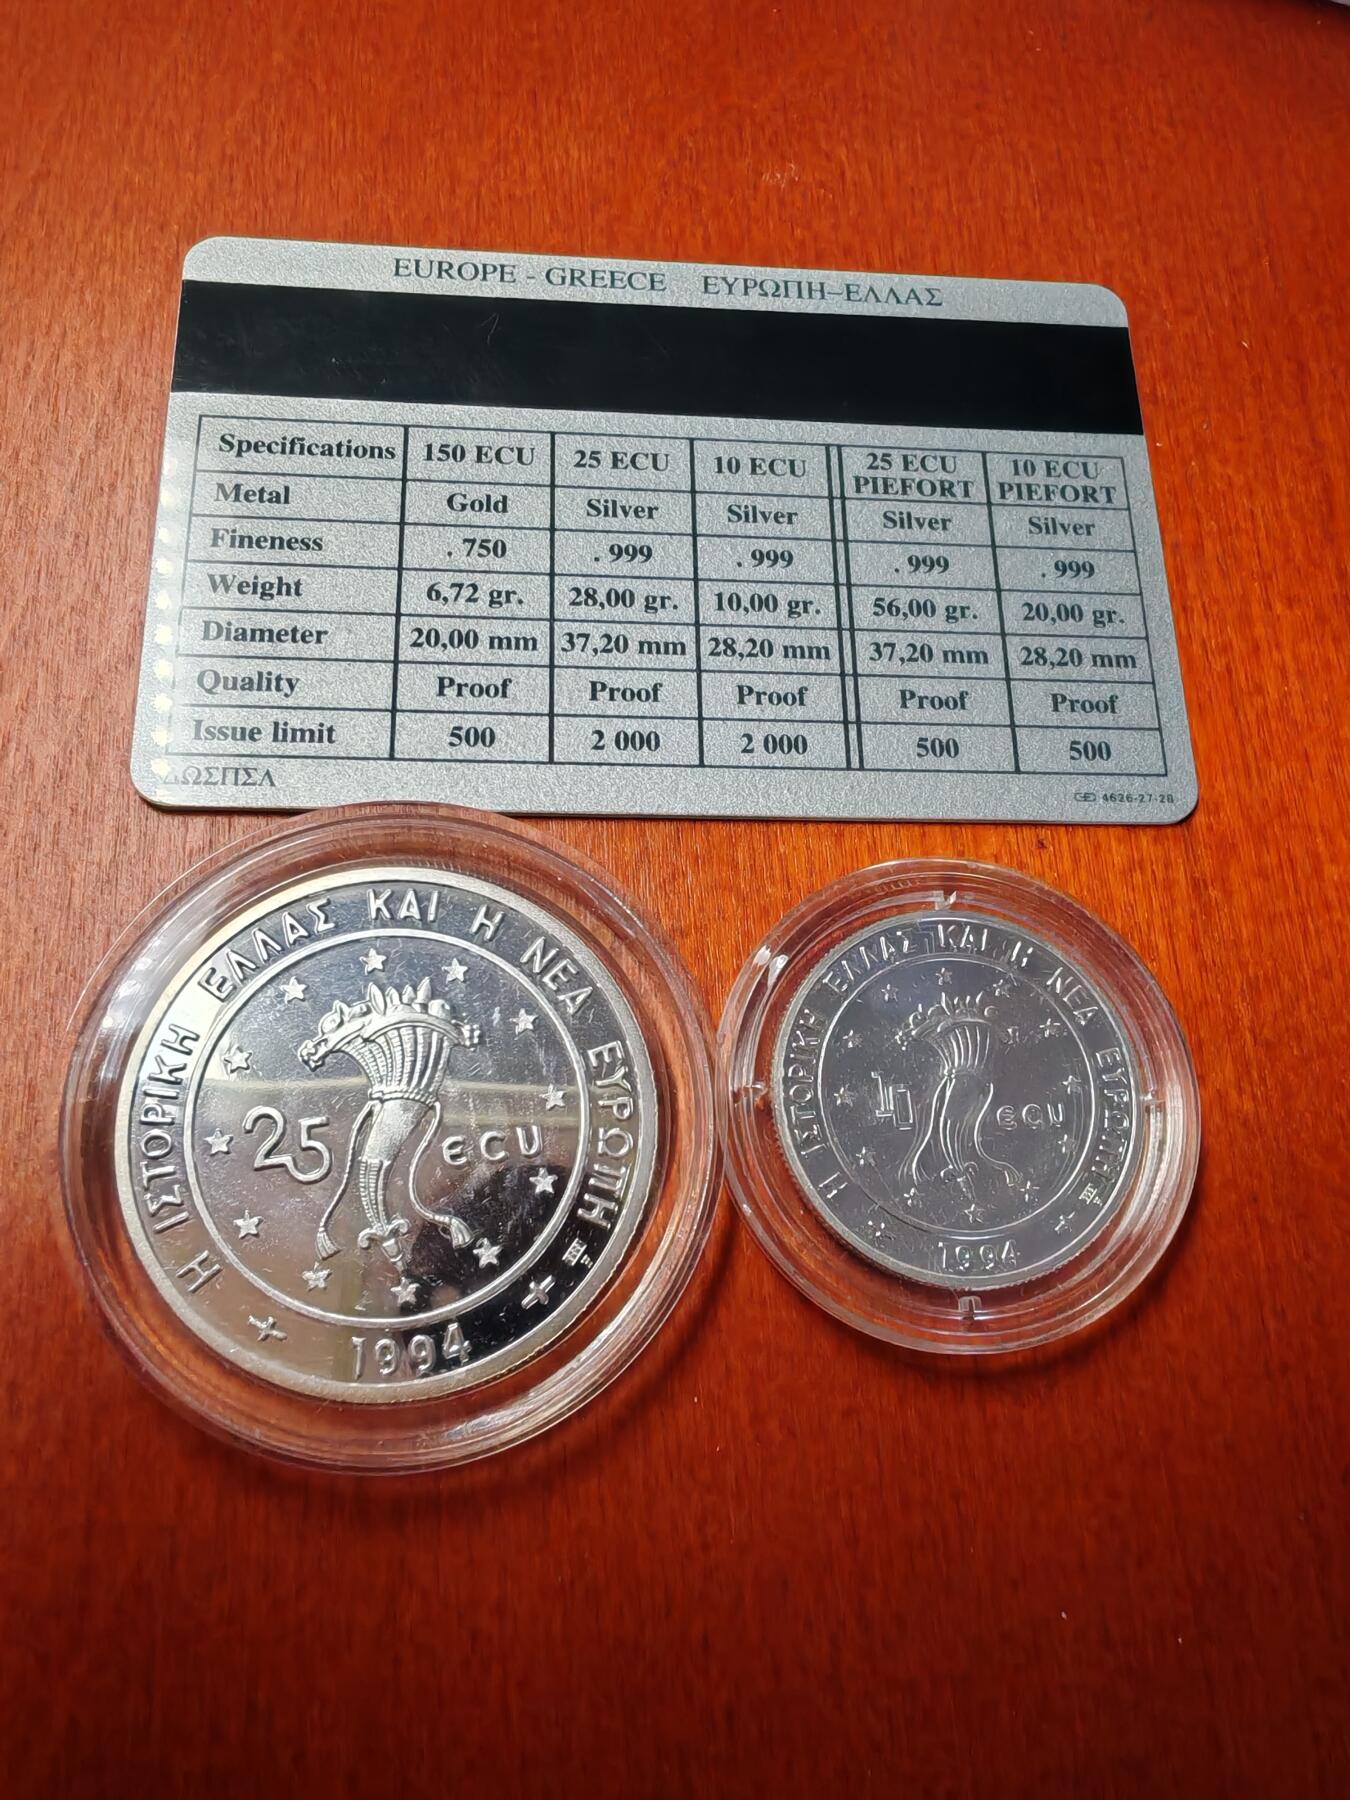 EUROPE - GREECE ΕΥΡΩΠΗ–ΕΛΛΑΣ
Specifications 150 ECU 25 ECU 10 ECU 25 ECU PIEFORT 10 ECU PIEFORT
Metal Gold Silver Silver Silver Silver
Fineness .750 .999 .999 .999 .999
Weight 6,72 gr. 28,00 gr. 10,00 gr. 56,00 gr. 20,00 gr.
Diameter 20,00 mm 37,20 mm 28,20 mm 37,20 mm 28,20 mm
Quality Proof Proof Proof Proof Proof
Issue limit 500 2 000 2 000 500 500
4626-27-28
Η ΙΣΤΟΡΙΚΗ ΕΛΛΑΣ ΚΑΙ Η ΝΕΑ ΕΥΡΩΠΗ
25 ECU
1994
Η ΙΣΤΟΡΙΚΗ ΕΛΛΑΣ ΚΑΙ Η ΝΕΑ ΕΥΡΩΠΗ
10 ECU
1994